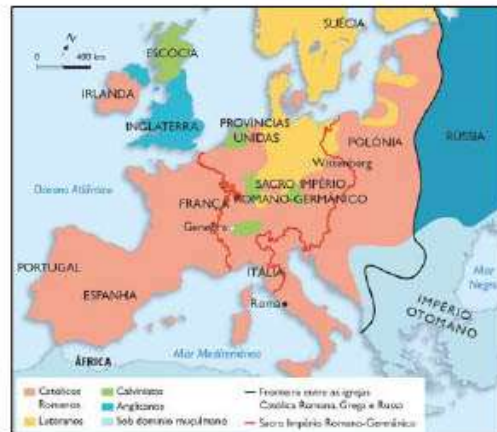 SUÉCIA
N
0 400 km
ESCÓCIA
IRLANDA
INGLATERRA
PROVÍNCIAS
UNIDAS
POLÔNIA
RÚSSIA
Wittenberg
SACRO IMPÉRIO
ROMANO-GERMÂNICO
Oceano Atlântico
FRANÇA
Genebra
PORTUGAL
ESPANHA
ITÁLIA
Roma
Mar
Negro
IMPÉRIO
OTOMANO
ÁFRICA
Mar Mediterrâneo
Católicos
Romanos
Luteranos
Calvinistas
Anglicanos
Sob domínio muçulmano
Fronteira entre as igrejas
Católica Romana, Grega e Russa
Sacro Império Romano-Germânico